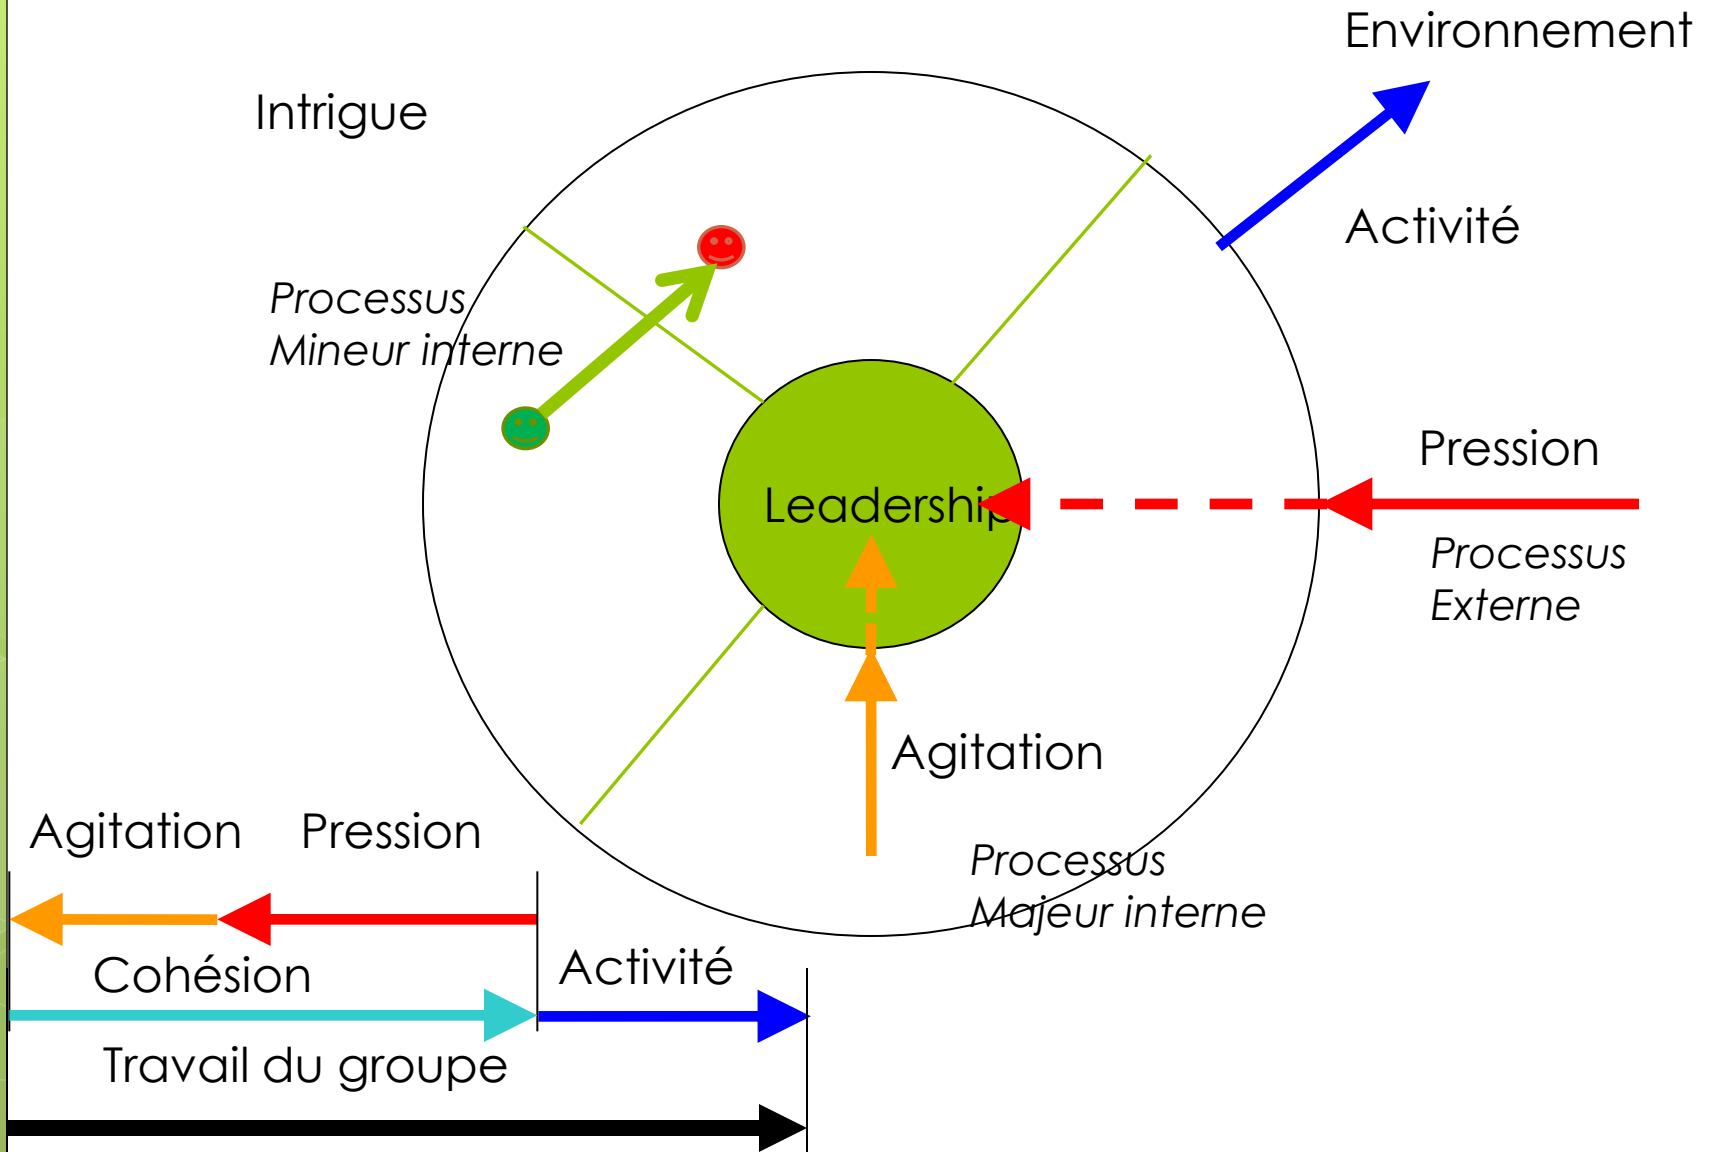 Environnement
Intrigue
Activité
Processus
Mineur interne
Pression
Leadership
Processus
Externe
Agitation
Agitation
Pression
Processus
Majeur interne
Cohésion
Activité
Travail du groupe